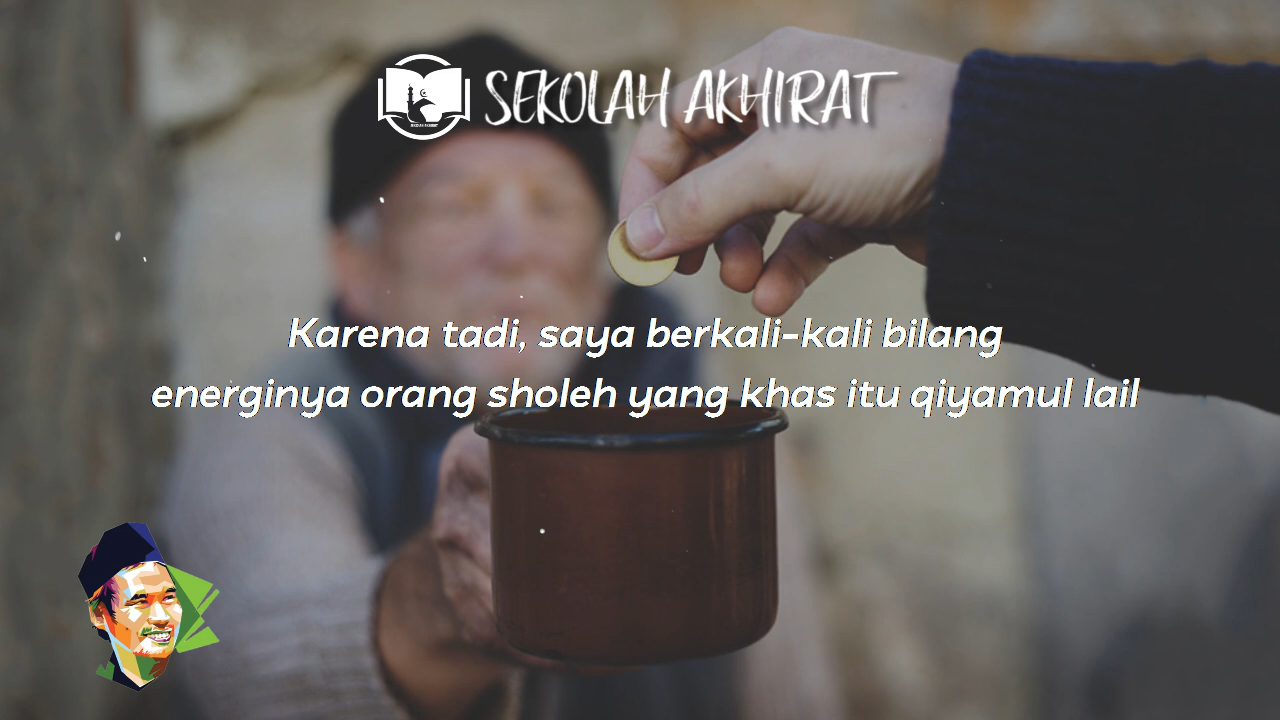 SEKOLAH AKHIRAT
Karena tadi, saya berkali-kali bilang
energinya orang sholeh yang khas itu qiyamul lail